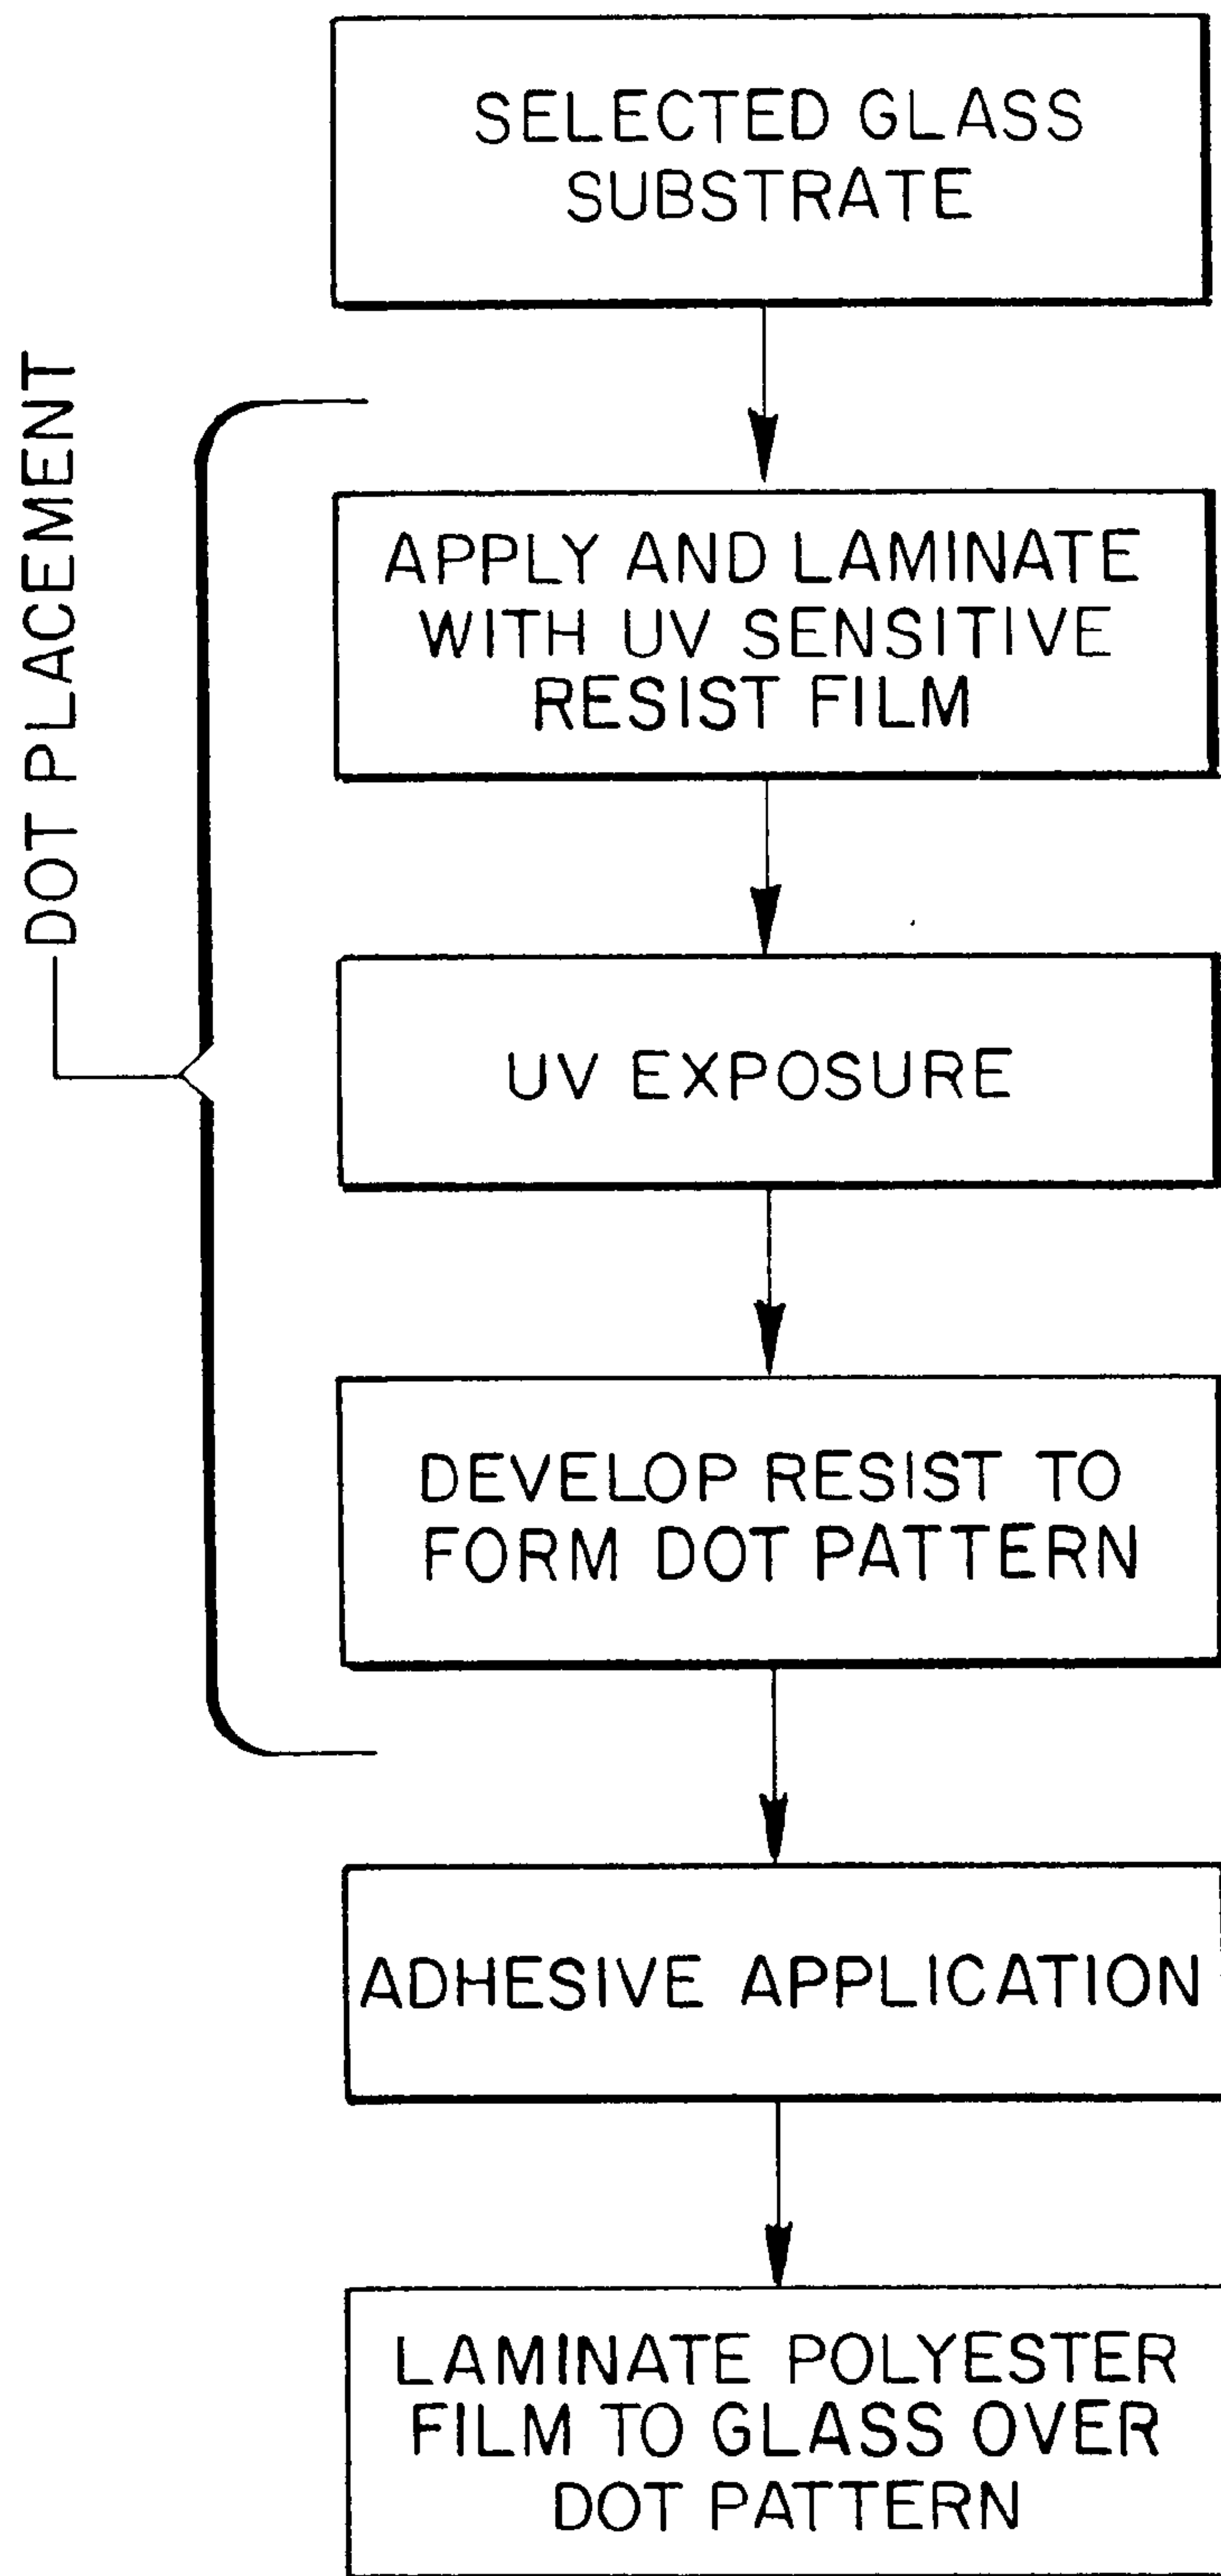 SELECTED GLASS
SUBSTRATE
DOT PLACEMENT
APPLY AND LAMINATE
WITH UV SENSITIVE
RESIST FILM
UV EXPOSURE
DEVELOP RESIST TO
FORM DOT PATTERN
ADHESIVE APPLICATION
LAMINATE POLYESTER
FILM TO GLASS OVER
DOT PATTERN